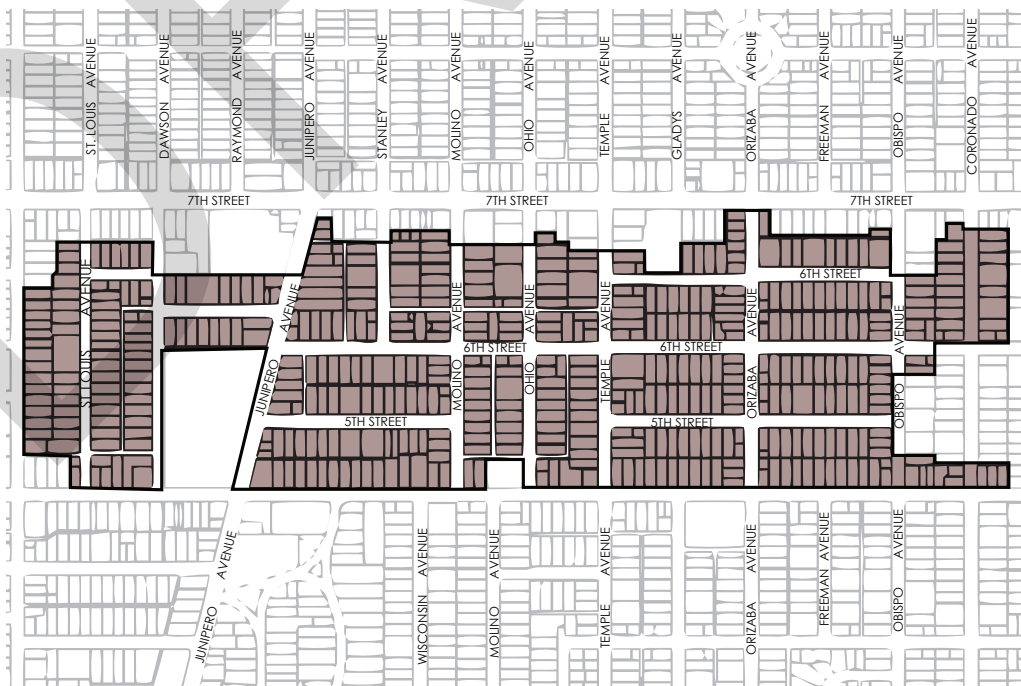 ST. LOUIS AVENUE
DAWSON AVENUE
RAYMOND AVENUE
JUNIPERO AVENUE
STANLEY AVENUE
MOLINO AVENUE
OHIO AVENUE
TEMPLE AVENUE
GLADYS AVENUE
ORIZABA AVENUE
FREEMAN AVENUE
OBISPO AVENUE
CORONADO AVENUE
7TH STREET
7TH STREET
7TH STREET
6TH STREET
ST. LOUIS AVENUE
JUNIPERO AVENUE
MOLINO AVENUE
OHIO AVENUE
TEMPLE AVENUE
ORIZABA AVENUE
OBISPO AVENUE
6TH STREET
6TH STREET
5TH STREET
5TH STREET
JUNIPERO AVENUE
WISCONSIN AVENUE
MOLINO AVENUE
TEMPLE AVENUE
ORIZABA AVENUE
FREEMAN AVENUE
OBISPO AVENUE